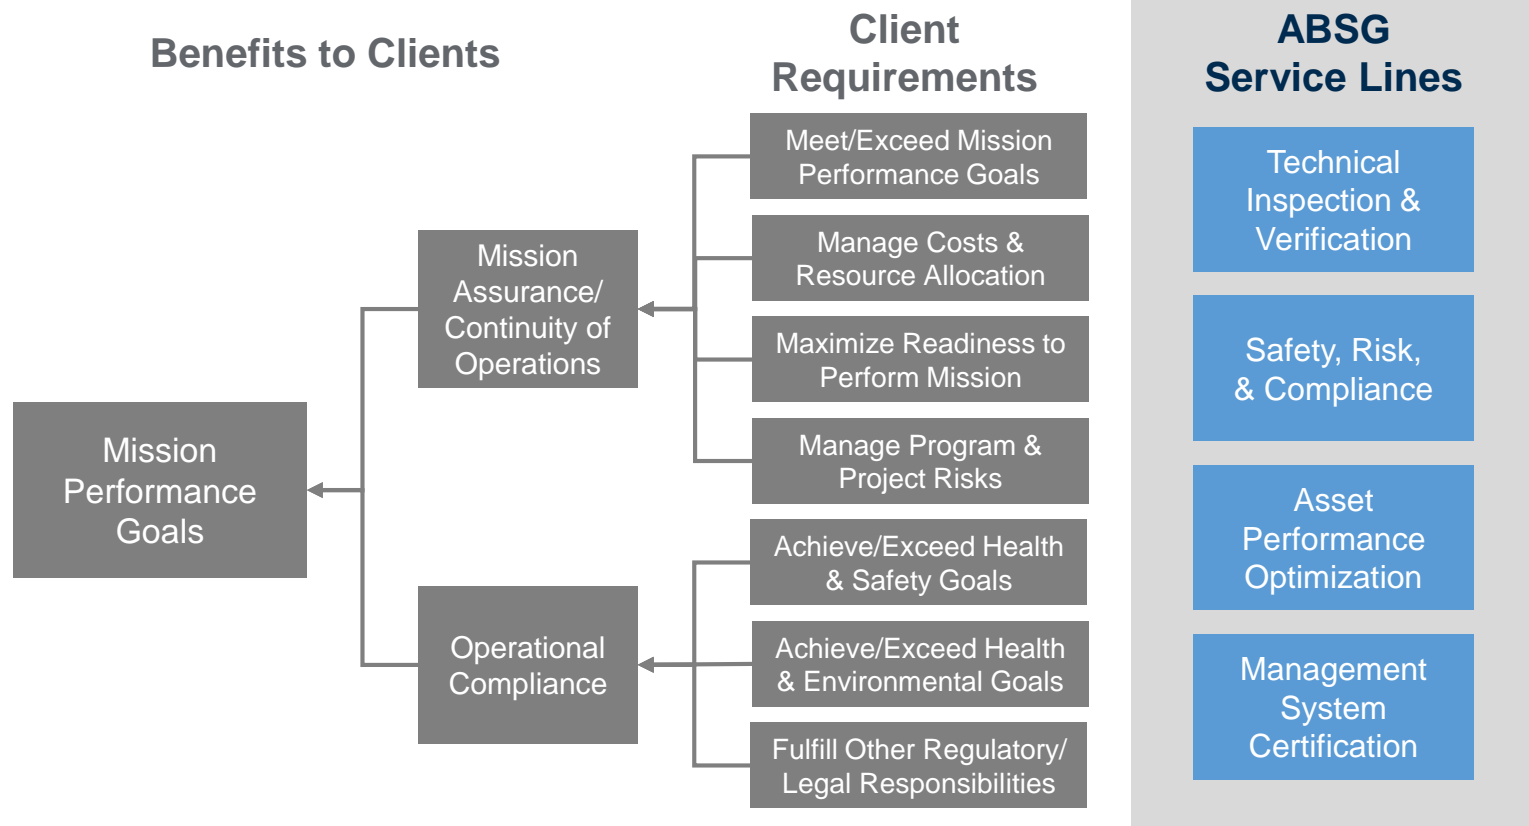 Benefits to Clients
Client
Requirements
ABSG
Service Lines
Mission
Performance
Goals
Mission
Assurance/
Continuity of
Operations
Operational
Compliance
Meet/Exceed Mission
Performance Goals
Manage Costs &
Resource Allocation
Maximize Readiness to
Perform Mission
Manage Program &
Project Risks
Achieve/Exceed Health
& Safety Goals
Achieve/Exceed Health
& Environmental Goals
Fulfill Other Regulatory/
Legal Responsibilities
Technical
Inspection &
Verification
Safety, Risk,
& Compliance
Asset
Performance
Optimization
Management
System
Certification